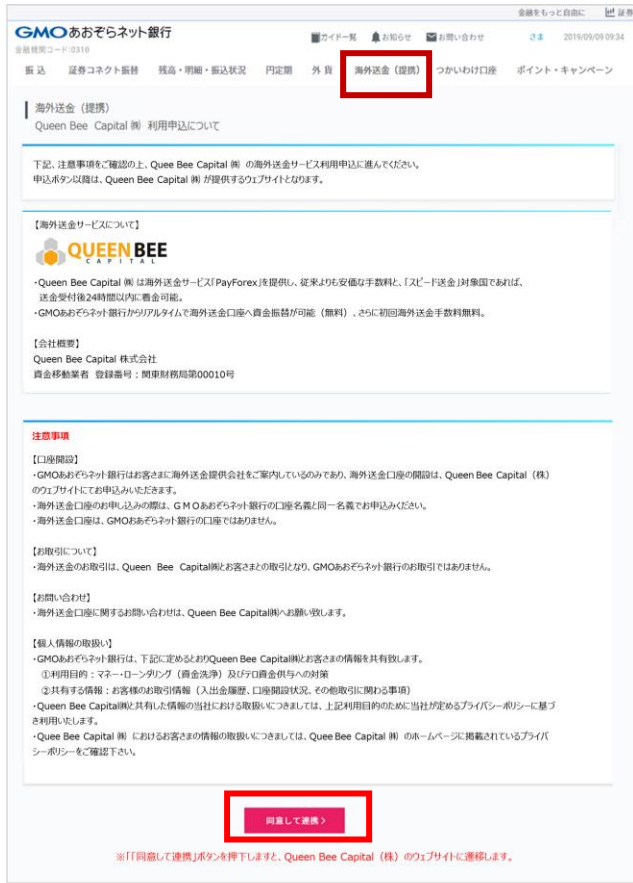 金融をもっと自由に 証券
GMOあおぞらネット銀行
ガイド一覧 お知らせ お問い合わせ さま 2019/09/09 09:34
金融機関コード:0310
振込 証券コネクト振替 残高・明細・振込状況 円定期 外貨 海外送金（提携） つかいわけ口座 ポイント・キャンペーン
海外送金（提携）
Queen Bee Capital ㈱ 利用申込について
下記、注意事項をご確認の上、Quee Bee Capital ㈱ の海外送金サービス利用申込に進んでください。
申込ボタン以降は、Queen Bee Capital ㈱ が提供するウェブサイトとなります。
【海外送金サービスについて】
QUEEN BEE
CAPITAL
・Queen Bee Capital ㈱ は海外送金サービス「PayForex」を提供し、従来よりも安価な手数料と、「スピード送金」対象国であれば、
送金受付後24時間以内に着金可能。
・GMOあおぞらネット銀行からリアルタイムで海外送金口座へ資金振替が可能（無料）、さらに初回海外送金手数料無料。
【会社概要】
Queen Bee Capital 株式会社
資金移動業者 登録番号：関東財務局第00010号
注意事項
【口座開設】
・GMOあおぞらネット銀行はお客さまに海外送金提供会社をご案内しているのみであり、海外送金口座の開設は、Queen Bee Capital（株）
のウェブサイトにてお申込みいただきます。
・海外送金口座のお申し込みの際は、ＧＭＯあおぞらネット銀行の口座名義と同一名義でお申込みください。
・海外送金口座は、GMOおあぞらネット銀行の口座ではありません。
【お取引について】
・海外送金のお取引は、Queen Bee Capital㈱とお客さまとの取引となり、GMOあおぞらネット銀行のお取引ではありません。
【お問い合わせ】
・海外送金口座に関するお問い合わせは、Queen Bee Capital㈱へお願い致します。
【個人情報の取扱い】
・GMOあおぞらネット銀行は、下記に定めるとおりQueen Bee Capital㈱とお客さまの情報を共有致します。
①利用目的：マネー・ローンダリング（資金洗浄）及びテロ資金供与への対策
②共有する情報：お客様のお取引情報（入出金履歴、口座開設状況、その他取引に関わる事項）
・Queen Bee Capital㈱と共有した情報の当社における取扱いにつきましては、上記利用目的のために当社が定めるプライバシーポリシーに基づ
き利用いたします。
・Quee Bee Capital ㈱ におけるお客さまの情報の取扱いにつきましては、Quee Bee Capital ㈱ のホームページに掲載されているプライバ
シーポリシーをご確認下さい。
同意して連携 >
※「「同意して連携」ボタンを押下しますと、Queen Bee Capital（株）のウェブサイトに遷移します。